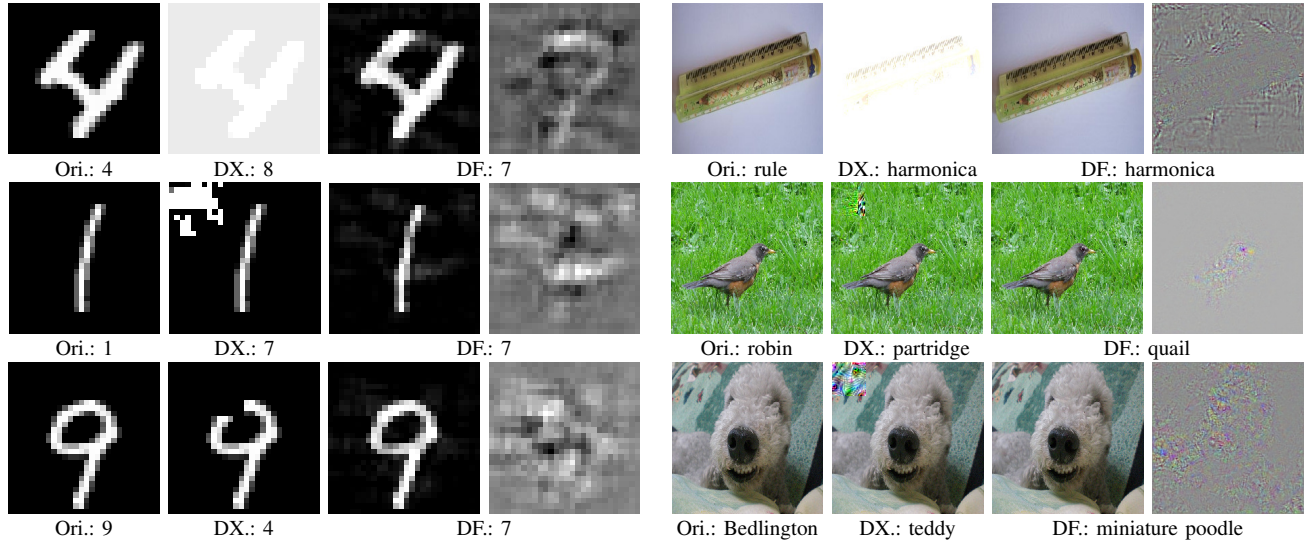 Ori.: 4 DX.: 8 DF.: 7 Ori.: rule DX.: harmonica DF.: harmonica
Ori.: 1 DX.: 7 DF.: 7 Ori.: robin DX.: partridge DF.: quail
Ori.: 9 DX.: 4 DF.: 7 Ori.: Bedlington DX.: teddy DF.: miniature poodle